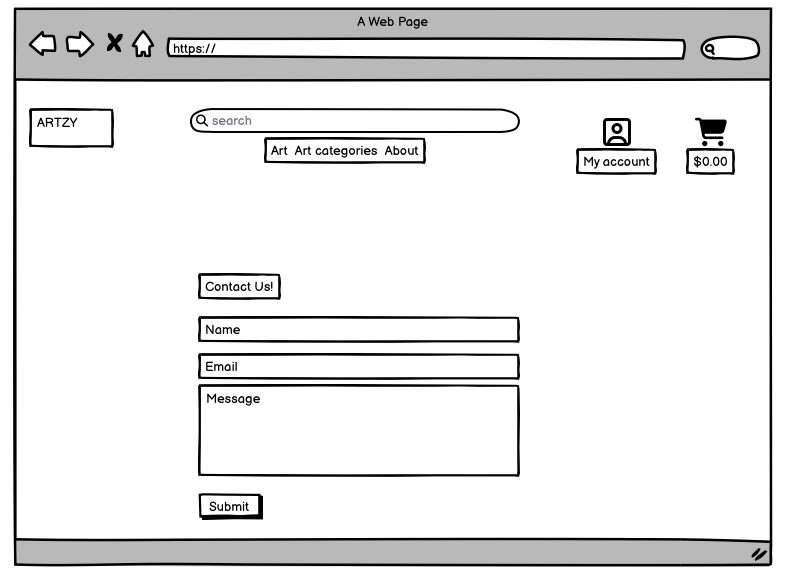 A Web Page
https://
ARTZY
search
Art Art categories About
My account
$0.00
Contact Us!
Name
Email
Message
Submit